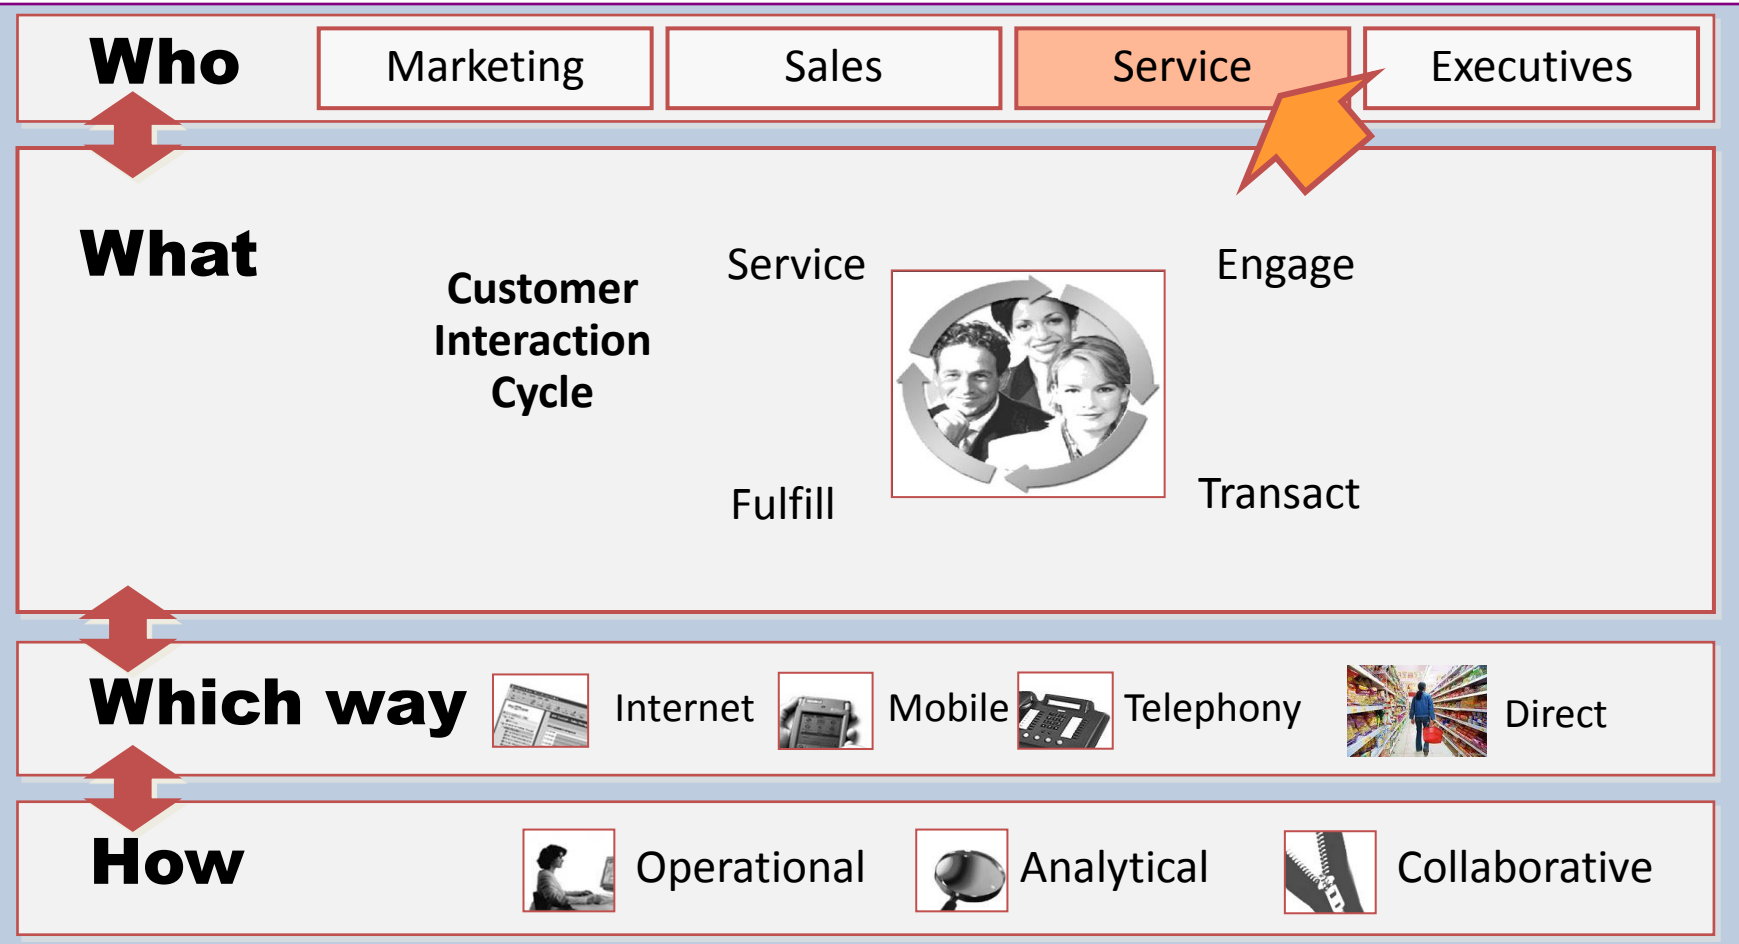 Who
Marketing
Sales
Service
Executives
What
Customer
Interaction
Cycle
Service
Engage
Fulfill
Transact
Which way
Internet
Mobile
Telephony
Direct
How
Operational
Analytical
Collaborative